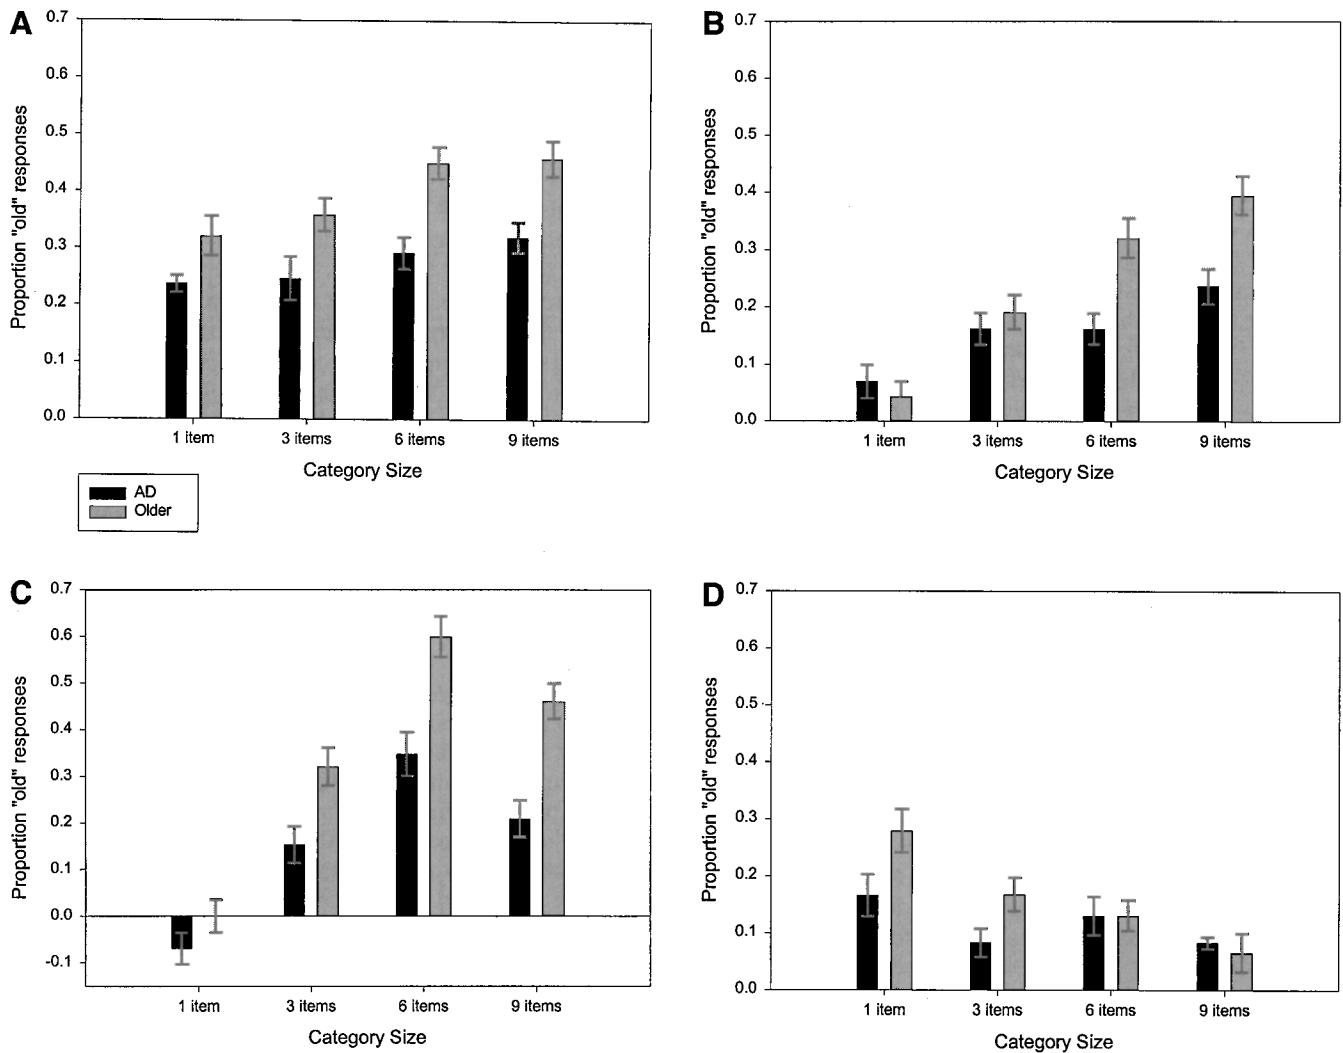 A
Proportion "old" responses
0.7
0.6
0.5
0.4
0.3
0.2
0.1
0.0
1 item 3 items 6 items 9 items
Category Size
AD
Older
B
Proportion "old" responses
0.7
0.6
0.5
0.4
0.3
0.2
0.1
0.0
1 item 3 items 6 items 9 items
Category Size
C
Proportion "old" responses
0.7
0.6
0.5
0.4
0.3
0.2
0.1
0.0
-0.1
1 item 3 items 6 items 9 items
Category Size
D
Proportion "old" responses
0.7
0.6
0.5
0.4
0.3
0.2
0.1
0.0
1 item 3 items 6 items 9 items
Category Size